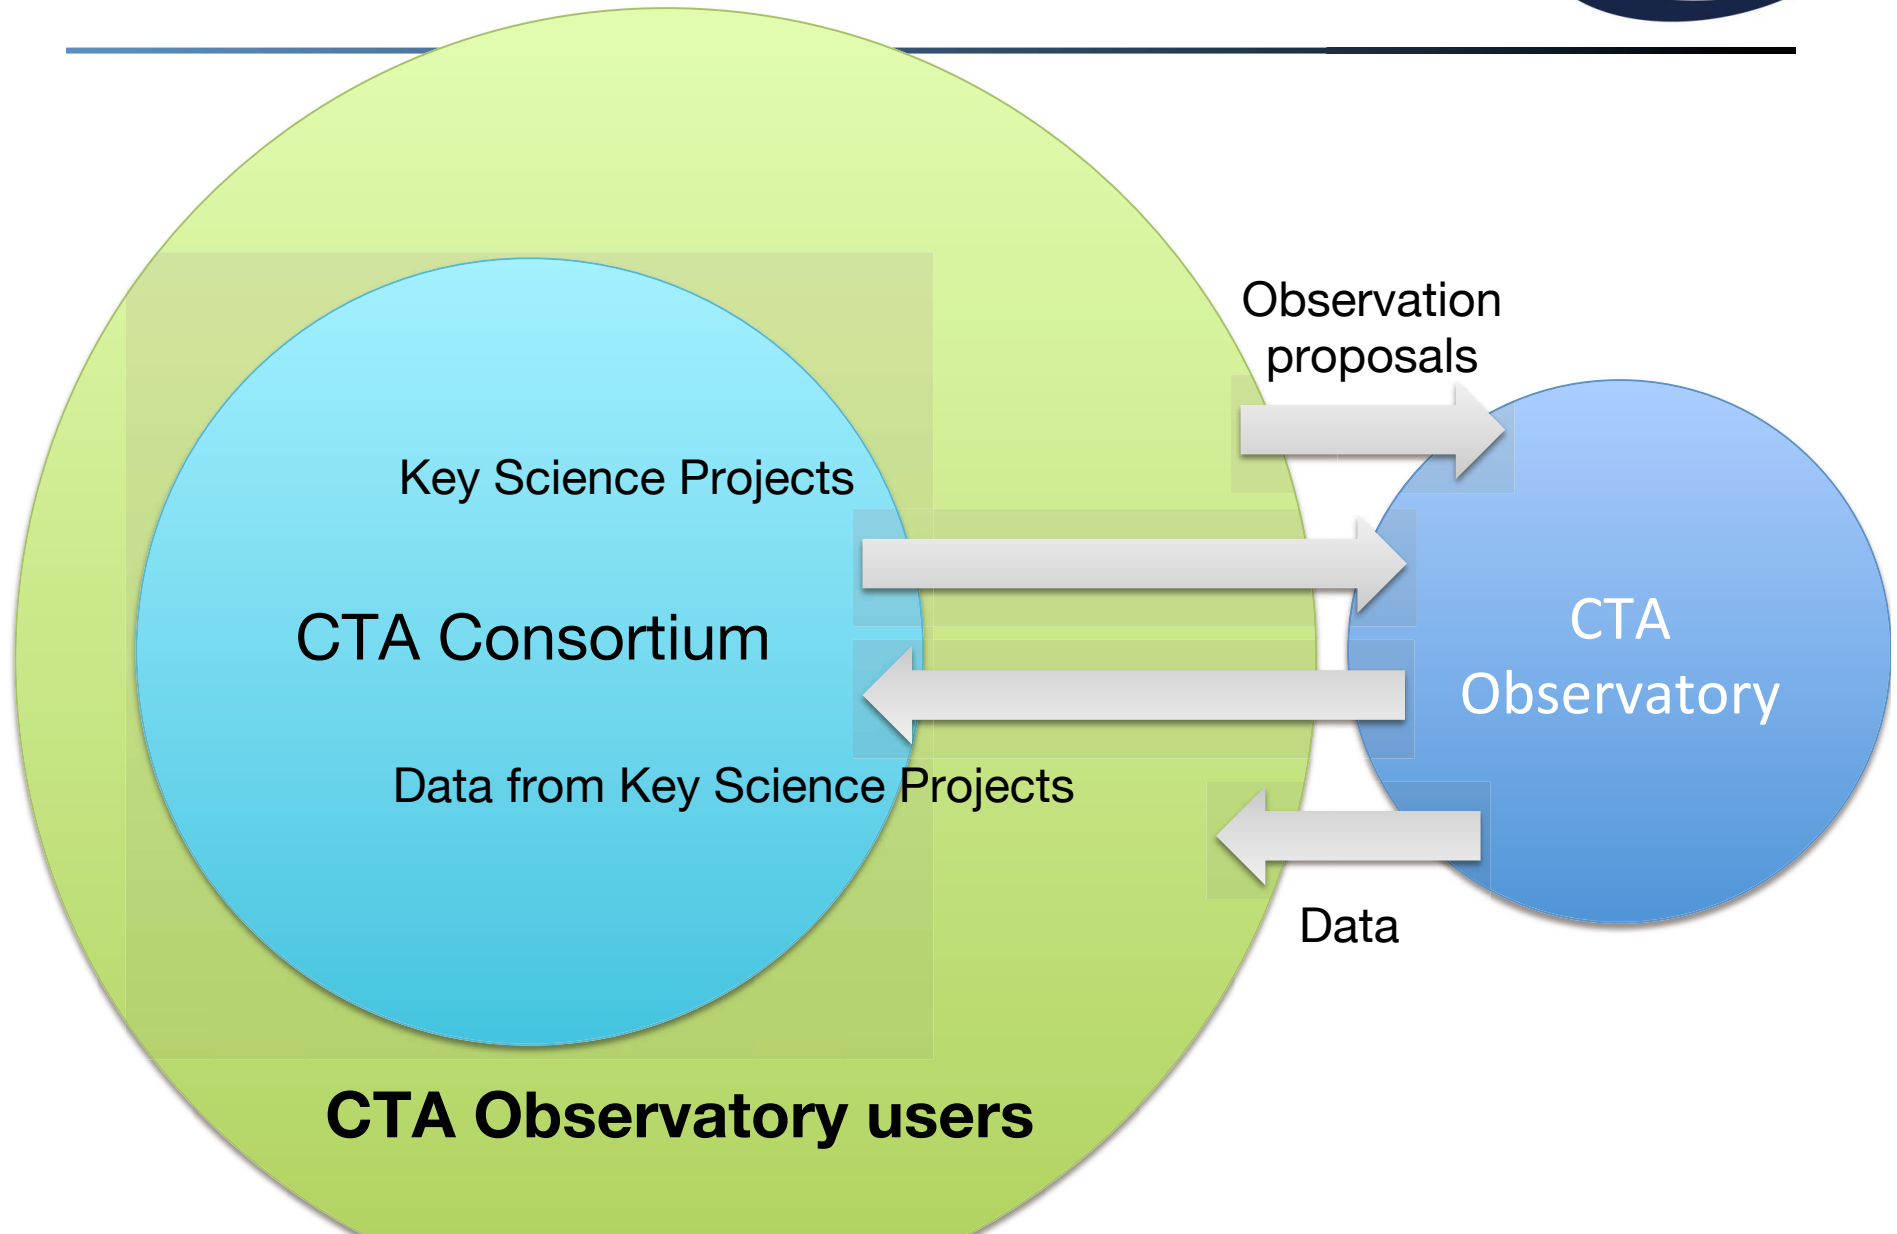 Observation
proposals
Key Science Projects
CTA Consortium
CTA
Observatory
Data from Key Science Projects
Data
CTA Observatory users